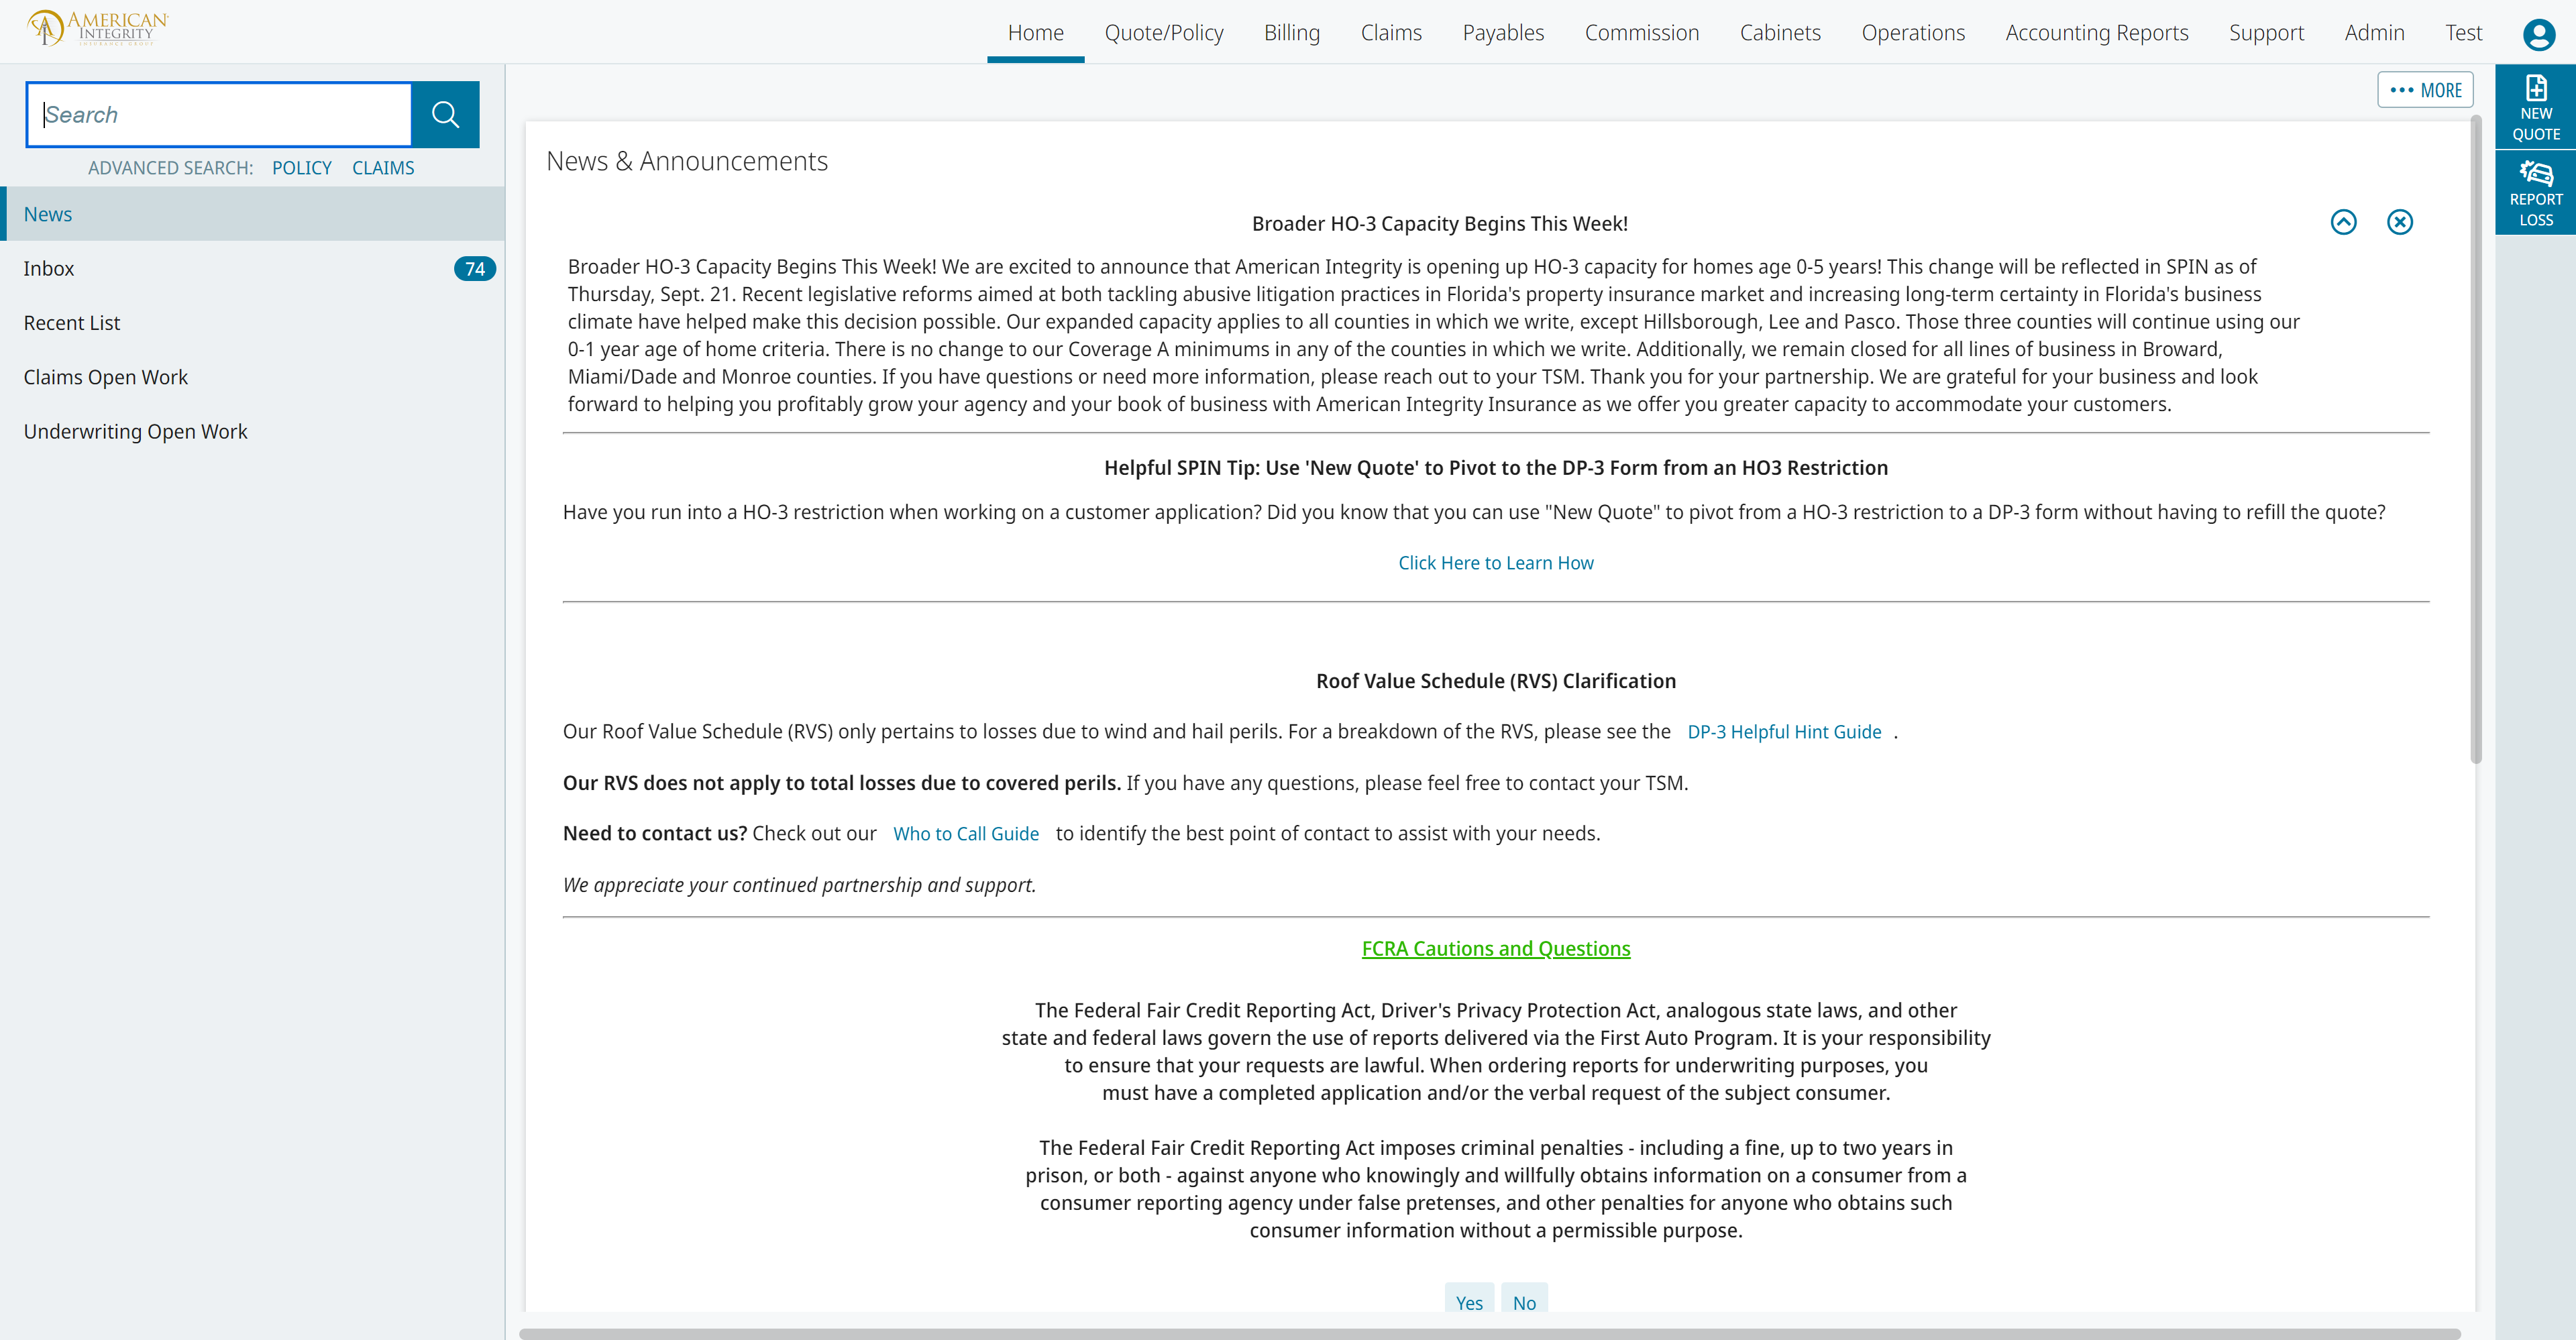 AMERICAN
INTEGRITY
INSURANCE GROUP
Home
Quote/Policy
Billing
Claims
Payables
Commission
Cabinets
Operations
Accounting Reports
Support
Admin
Test
Search
ADVANCED SEARCH: POLICY CLAIMS
News
Inbox 74
Recent List
Claims Open Work
Underwriting Open Work
••• MORE
NEW
QUOTE
REPORT
LOSS
News & Announcements
Broader HO-3 Capacity Begins This Week!
Broader HO-3 Capacity Begins This Week! We are excited to announce that American Integrity is opening up HO-3 capacity for homes age 0-5 years! This change will be reflected in SPIN as of
Thursday, Sept. 21. Recent legislative reforms aimed at both tackling abusive litigation practices in Florida's property insurance market and increasing long-term certainty in Florida's business
climate have helped make this decision possible. Our expanded capacity applies to all counties in which we write, except Hillsborough, Lee and Pasco. Those three counties will continue using our
0-1 year age of home criteria. There is no change to our Coverage A minimums in any of the counties in which we write. Additionally, we remain closed for all lines of business in Broward,
Miami/Dade and Monroe counties. If you have questions or need more information, please reach out to your TSM. Thank you for your partnership. We are grateful for your business and look
forward to helping you profitably grow your agency and your book of business with American Integrity Insurance as we offer you greater capacity to accommodate your customers.
Helpful SPIN Tip: Use 'New Quote' to Pivot to the DP-3 Form from an HO3 Restriction
Have you run into a HO-3 restriction when working on a customer application? Did you know that you can use "New Quote" to pivot from a HO-3 restriction to a DP-3 form without having to refill the quote?
Click Here to Learn How
Roof Value Schedule (RVS) Clarification
Our Roof Value Schedule (RVS) only pertains to losses due to wind and hail perils. For a breakdown of the RVS, please see the DP-3 Helpful Hint Guide .
Our RVS does not apply to total losses due to covered perils. If you have any questions, please feel free to contact your TSM.
Need to contact us? Check out our Who to Call Guide to identify the best point of contact to assist with your needs.
We appreciate your continued partnership and support.
FCRA Cautions and Questions
The Federal Fair Credit Reporting Act, Driver's Privacy Protection Act, analogous state laws, and other
state and federal laws govern the use of reports delivered via the First Auto Program. It is your responsibility
to ensure that your requests are lawful. When ordering reports for underwriting purposes, you
must have a completed application and/or the verbal request of the subject consumer.
The Federal Fair Credit Reporting Act imposes criminal penalties - including a fine, up to two years in
prison, or both - against anyone who knowingly and willfully obtains information on a consumer from a
consumer reporting agency under false pretenses, and other penalties for anyone who obtains such
consumer information without a permissible purpose.
Yes No